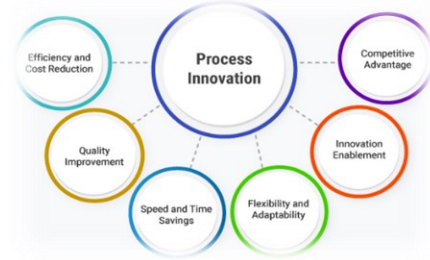 Process
Innovation
Efficiency and
Cost Reduction
Competitive
Advantage
Quality
Improvement
Innovation
Enablement
Speed and Time
Savings
Flexibility and
Adaptability